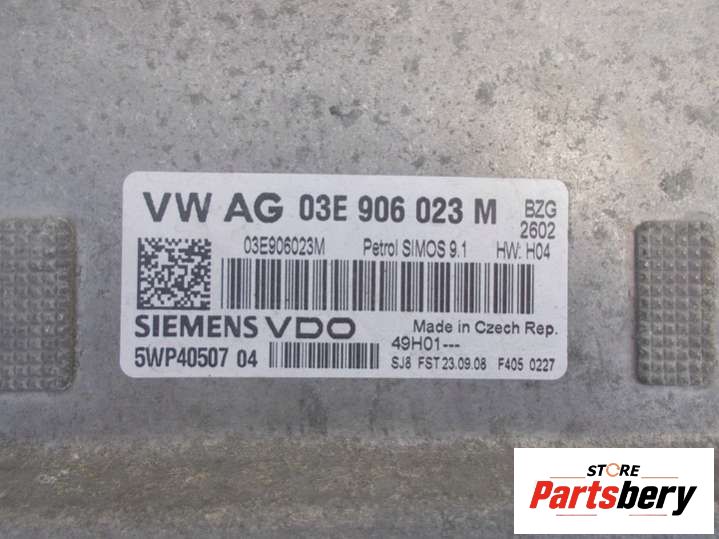 VW AG 03E 906 023 M BZG
2602
03E906023M Petrol SIMOS 9.1 HW: H04
SIEMENS VDO Made in Czech Rep.
49H01---
5WP40507 04 SJ8 FST 23.09.08 F405 0227
STORE
Partsbery